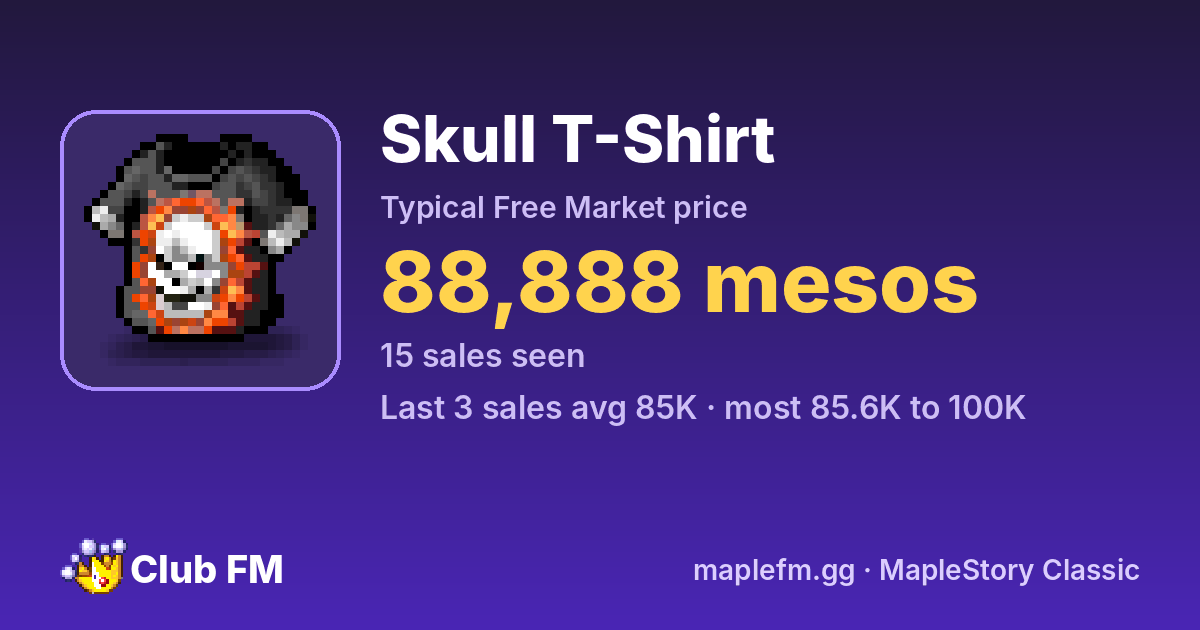 Skull T-Shirt
Typical Free Market price
88,888 mesos
15 sales seen
Last 3 sales avg 85K · most 85.6K to 100K
Club FM
maplefm.gg · MapleStory Classic